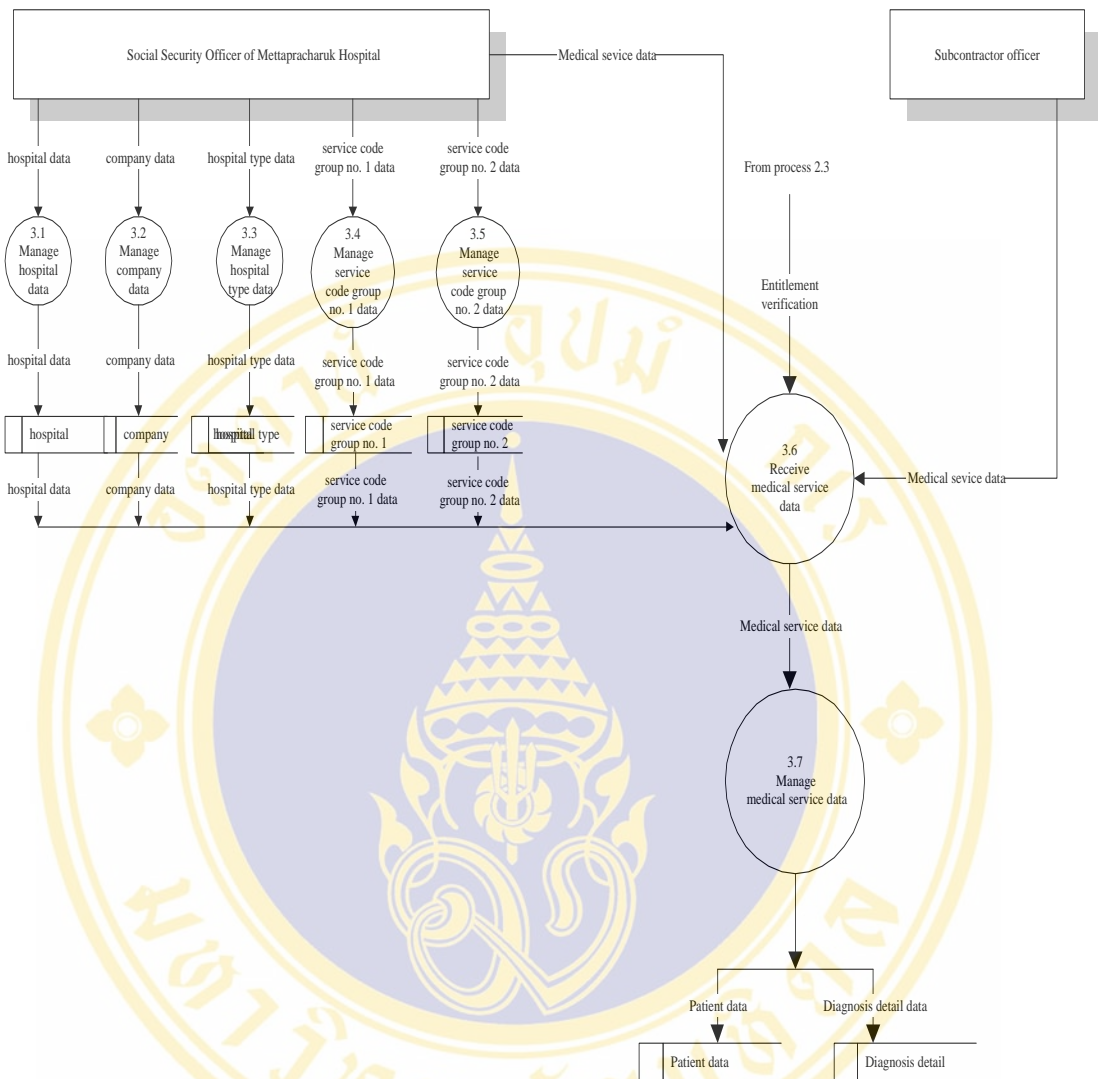 Social Security Officer of Mettapracharuk Hospital
Medical sevice data
Subcontractor officer
hospital data
company data
hospital type data
service code
group no. 1 data
service code
group no. 2 data
From process 2.3
3.1
Manage
hospital
data
3.2
Manage
company
data
3.3
Manage
hospital
type data
3.4
Manage
service
code group
no. 1 data
3.5
Manage
service
code group
no. 2 data
Entitlement
verification
hospital data
company data
hospital type data
service code
group no. 1 data
service code
group no. 2 data
hospital
company
hospital type
service code
group no. 1
service code
group no. 2
3.6
Receive
medical service
data
Medical sevice data
hospital data
company data
hospital type data
service code
group no. 1 data
service code
group no. 2 data
Medical service data
3.7
Manage
medical service data
Patient data
Diagnosis detail data
Patient data
Diagnosis detail